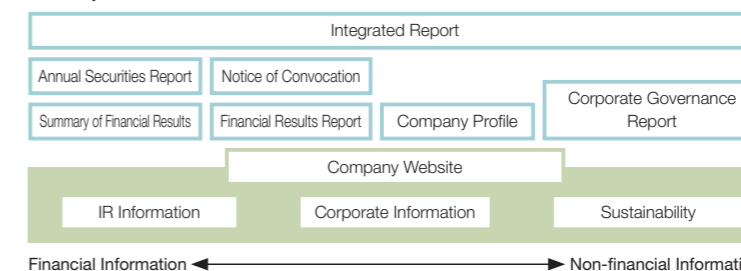 Integrated Report
Annual Securities Report
Notice of Convocation
Summary of Financial Results
Financial Results Report
Company Profile
Corporate Governance
Report
Company Website
IR Information
Corporate Information
Sustainability
Financial Information
Non-financial Informati